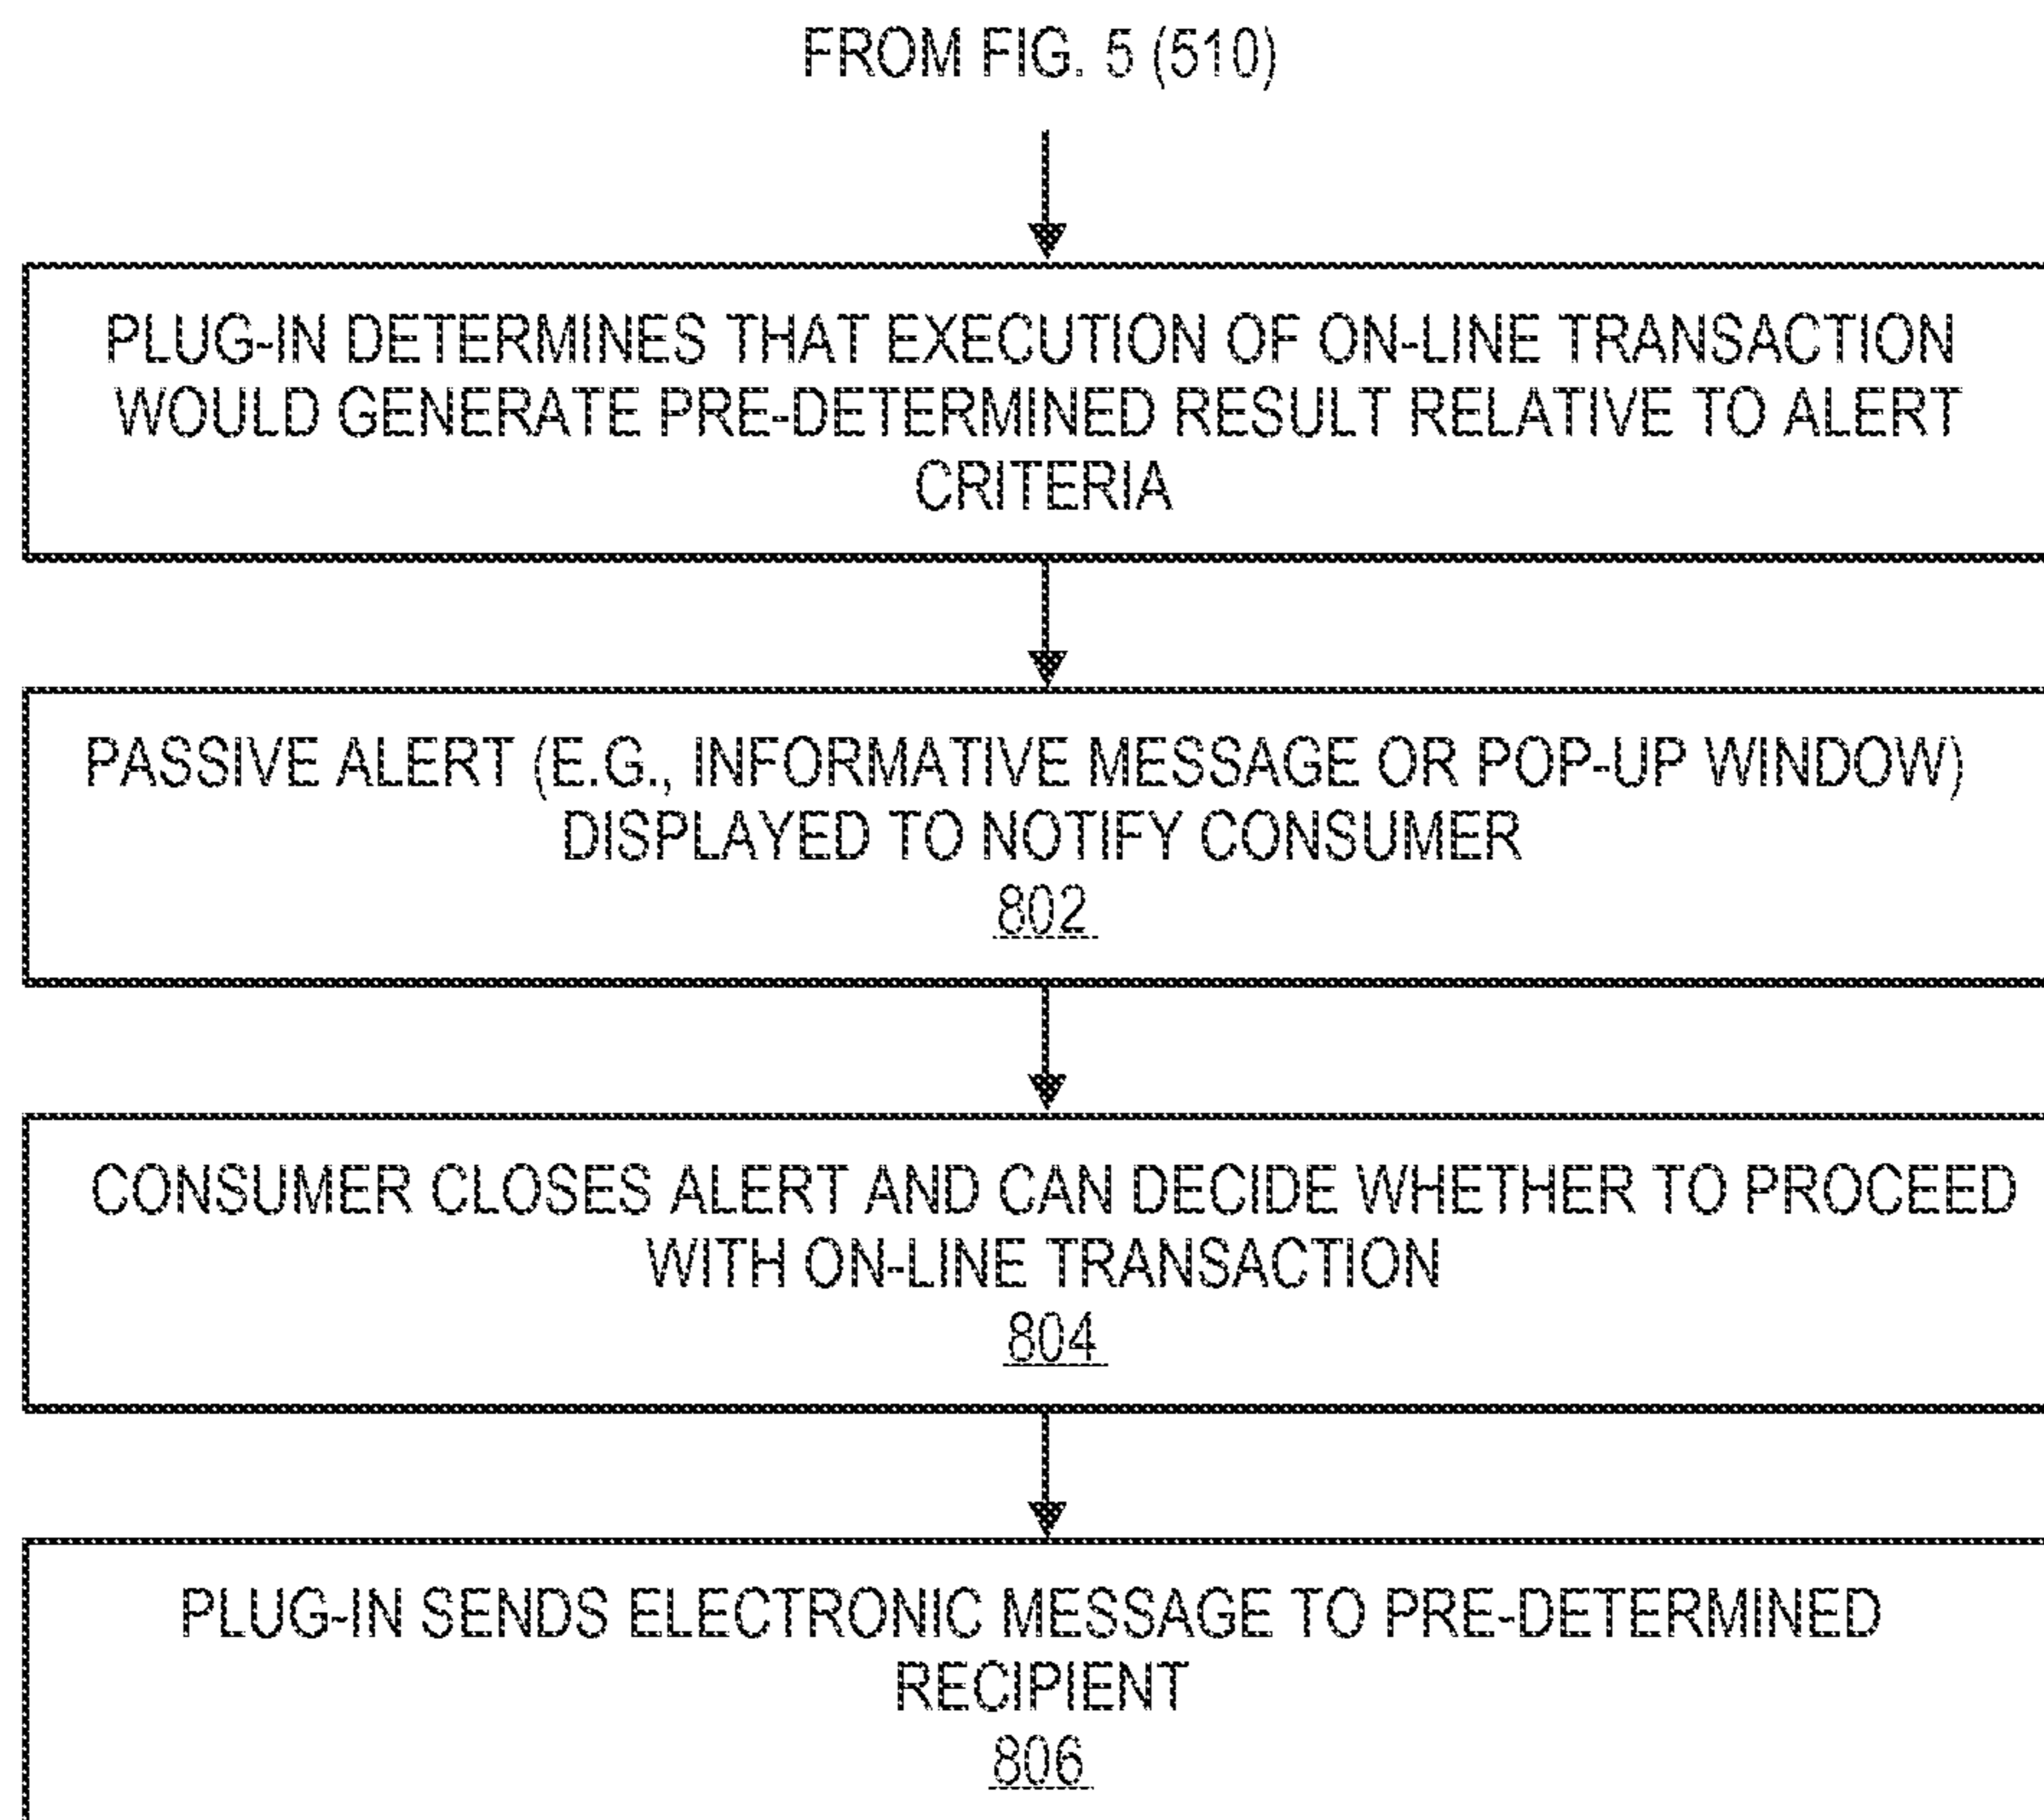 FROM FIG. 5 (510)
PLUG-IN DETERMINES THAT EXECUTION OF ON-LINE TRANSACTION
WOULD GENERATE PRE-DETERMINED RESULT RELATIVE TO ALERT
CRITERIA
PASSIVE ALERT (E.G., INFORMATIVE MESSAGE OR POP-UP WINDOW)
DISPLAYED TO NOTIFY CONSUMER
802
CONSUMER CLOSES ALERT AND CAN DECIDE WHETHER TO PROCEED
WITH ON-LINE TRANSACTION
804
PLUG-IN SENDS ELECTRONIC MESSAGE TO PRE-DETERMINED
RECIPIENT
806